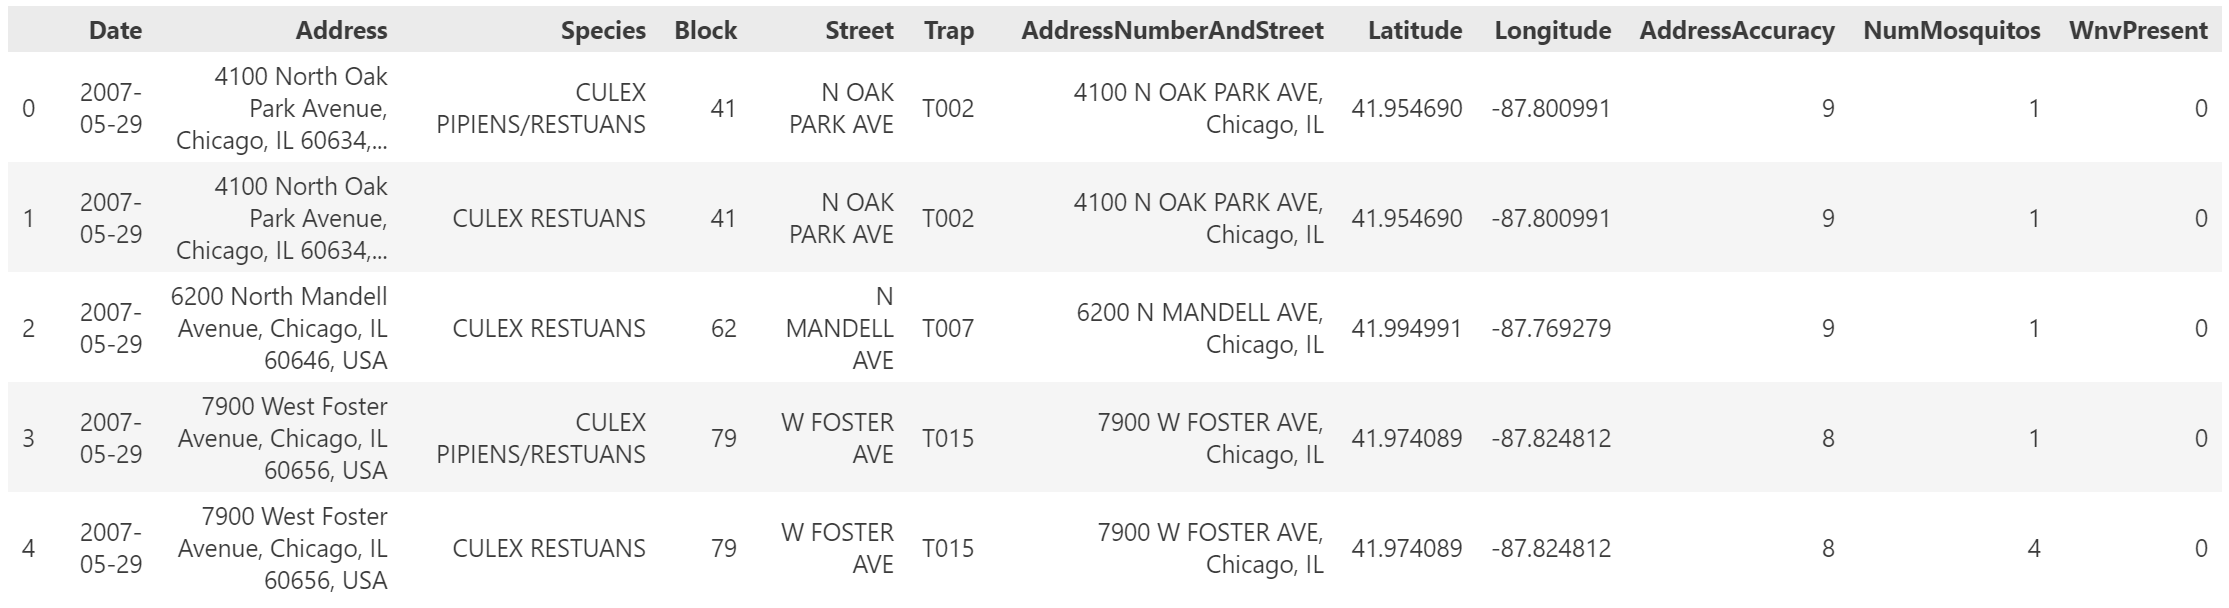 Date Address Species Block Street Trap AddressNumberAndStreet Latitude Longitude AddressAccuracy NumMosquitos WnvPresent
0 2007-05-29 4100 North Oak Park Avenue, Chicago, IL 60634,... CULEX PIPIENS/RESTUANS 41 N OAK PARK AVE T002 4100 N OAK PARK AVE, Chicago, IL 41.954690 -87.800991 9 1 0
1 2007-05-29 4100 North Oak Park Avenue, Chicago, IL 60634,... CULEX RESTUANS 41 N OAK PARK AVE T002 4100 N OAK PARK AVE, Chicago, IL 41.954690 -87.800991 9 1 0
2 2007-05-29 6200 North Mandell Avenue, Chicago, IL 60646, USA CULEX RESTUANS 62 N MANDELL AVE T007 6200 N MANDELL AVE, Chicago, IL 41.994991 -87.769279 9 1 0
3 2007-05-29 7900 West Foster Avenue, Chicago, IL 60656, USA CULEX PIPIENS/RESTUANS 79 W FOSTER AVE T015 7900 W FOSTER AVE, Chicago, IL 41.974089 -87.824812 8 1 0
4 2007-05-29 7900 West Foster Avenue, Chicago, IL 60656, USA CULEX RESTUANS 79 W FOSTER AVE T015 7900 W FOSTER AVE, Chicago, IL 41.974089 -87.824812 8 4 0